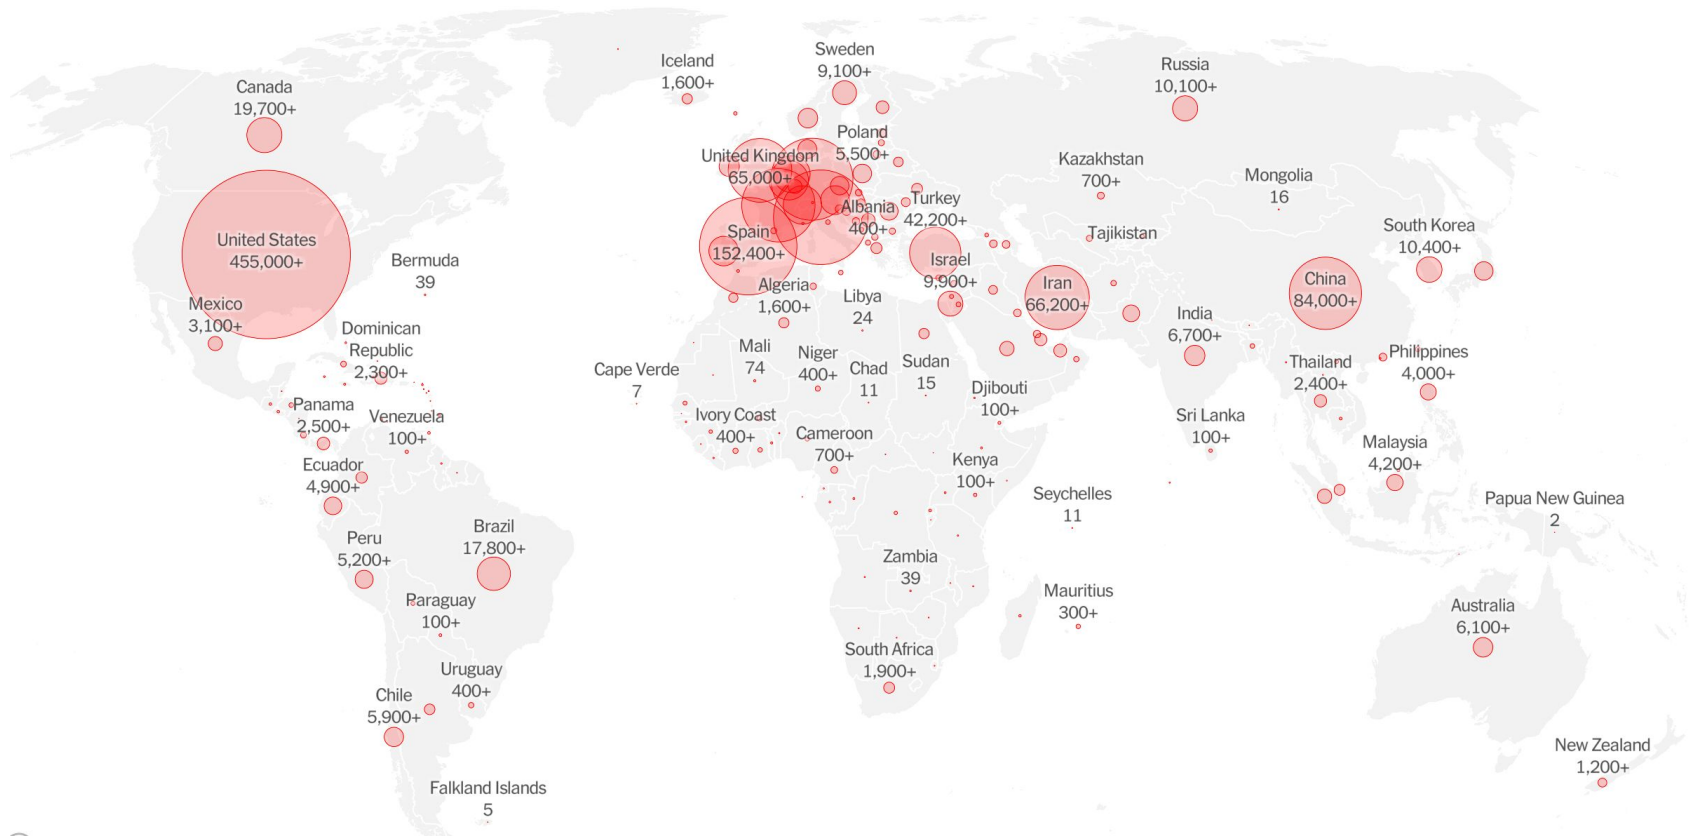 Sweden
9,100+
Iceland
1,600+
Russia
10,100+
Canada
19,700+
Poland
5,500+
United Kingdom
65,000+
Kazakhstan
700+
Mongolia
16
Albania
400+
Turkey
42,200+
South Korea
10,400+
Tajikistan
Spain
152,400+
United States
455,000+
Bermuda
39
Israel
9,900+
Iran
66,200+
China
84,000+
Algeria
1,600+
Libya
24
Mexico
3,100+
India
6,700+
Dominican
Republic
2,300+
Mali
74
Niger
400+
Chad
11
Sudan
15
Cape Verde
7
Thailand
2,400+
Philippines
4,000+
Djibouti
100+
Panama
2,500+
Venezuela
100+
Ivory Coast
400+
Cameroon
700+
Sri Lanka
100+
Malaysia
4,200+
Ecuador
4,900+
Kenya
100+
Seychelles
11
Papua New Guinea
2
Brazil
17,800+
Peru
5,200+
Zambia
39
Mauritius
300+
Paraguay
100+
Australia
6,100+
South Africa
1,900+
Uruguay
400+
Chile
5,900+
New Zealand
1,200+
Falkland Islands
5